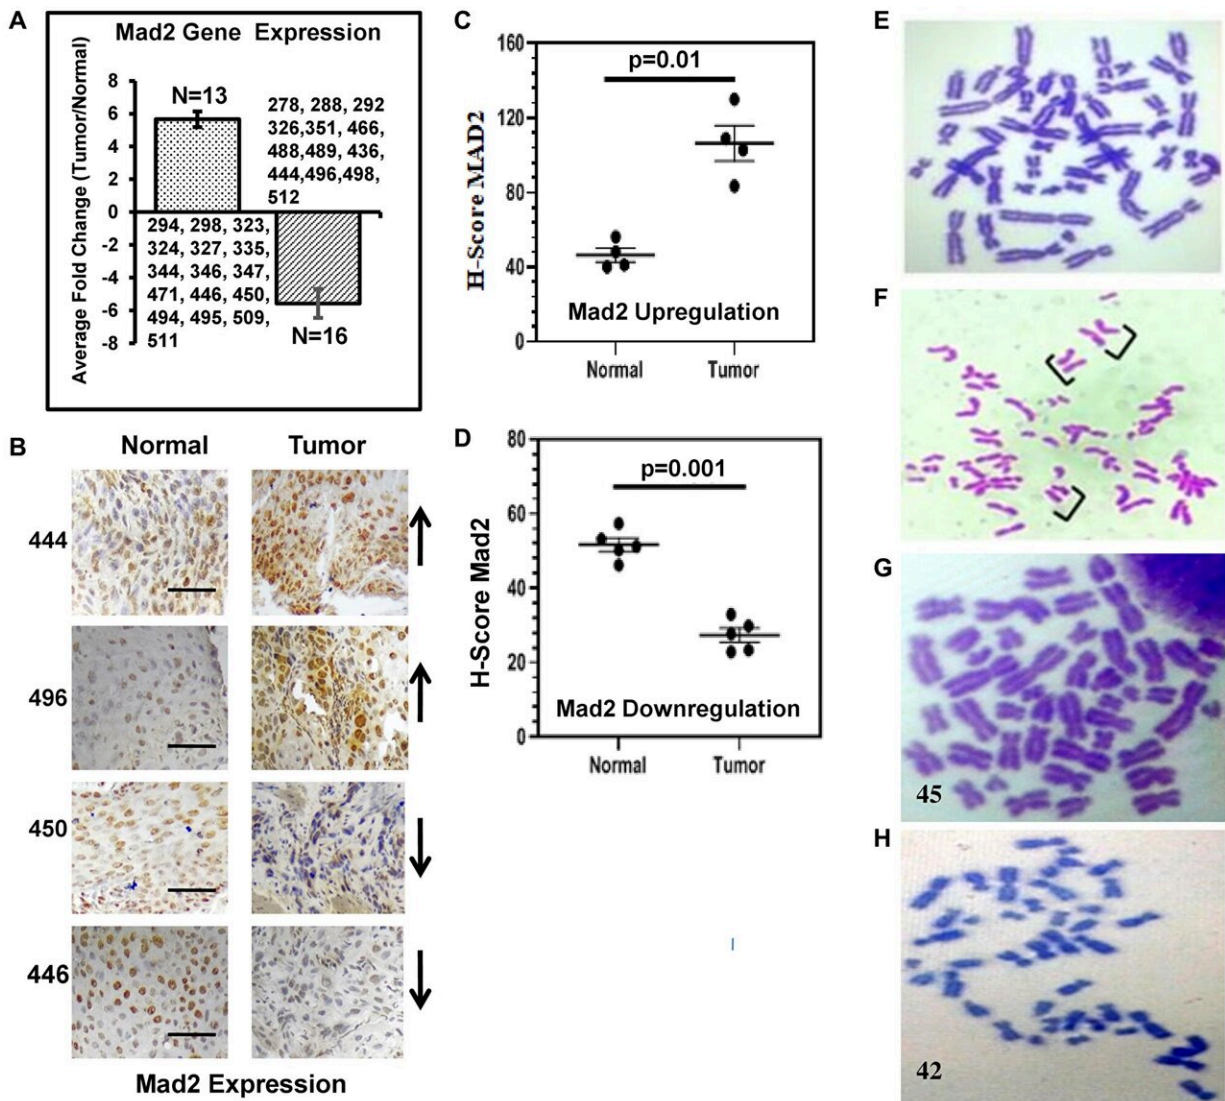 A
Mad2 Gene Expression
Average Fold Change (Tumor/Normal)
8
6
4
2
0
-2
-4
-6
-8
N=13
278, 288, 292
326,351, 466,
488,489, 436,
444,496,498,
512
294, 298, 323,
324, 327, 335,
344, 346, 347,
471, 446, 450,
494, 495, 509,
511
N=16
B
Normal Tumor
444
496
450
446
Mad2 Expression
C
H-Score MAD2
160
120
80
40
0
p=0.01
Mad2 Upregulation
Normal Tumor
D
H-Score Mad2
80
60
40
20
0
p=0.001
Mad2 Downregulation
Normal Tumor
E
F
G
45
H
42